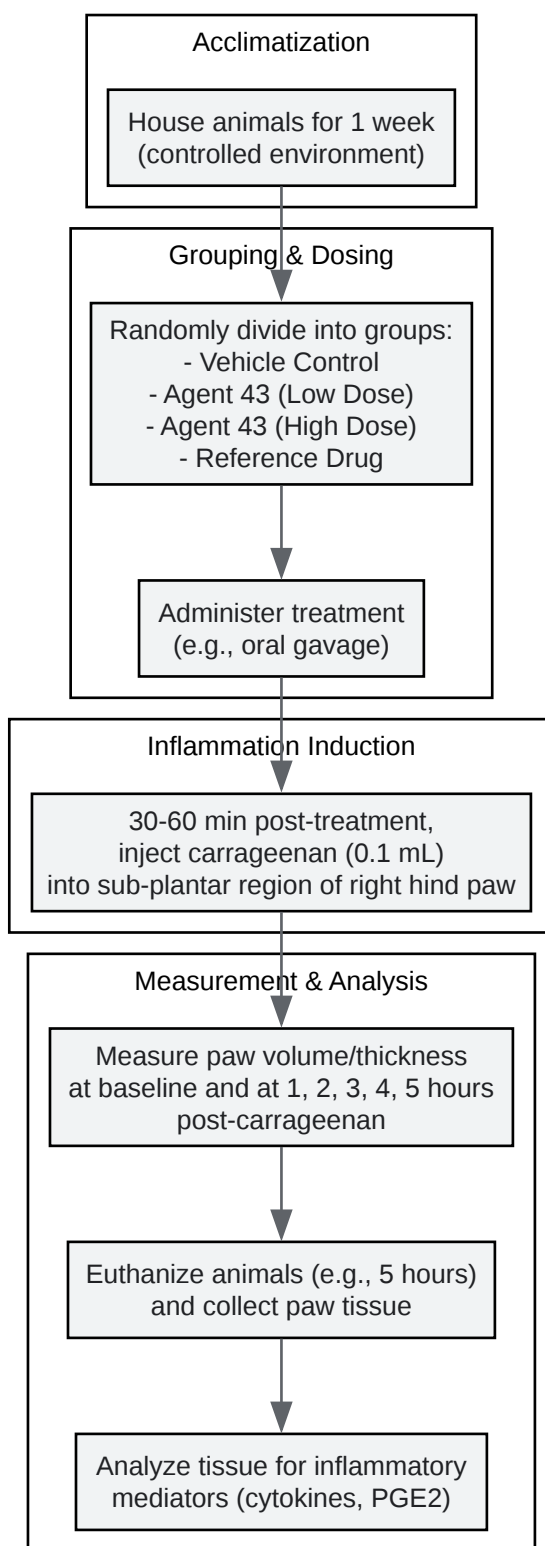 Acclimatization
House animals for 1 week
(controlled environment)
Grouping & Dosing
Randomly divide into groups:
- Vehicle Control
- Agent 43 (Low Dose)
- Agent 43 (High Dose)
- Reference Drug
Administer treatment
(e.g., oral gavage)
Inflammation Induction
30-60 min post-treatment,
inject carrageenan (0.1 mL)
into sub-plantar region of right hind paw
Measurement & Analysis
Measure paw volume/thickness
at baseline and at 1, 2, 3, 4, 5 hours
post-carrageenan
Euthanize animals (e.g., 5 hours)
and collect paw tissue
Analyze tissue for inflammatory
mediators (cytokines, PGE2)